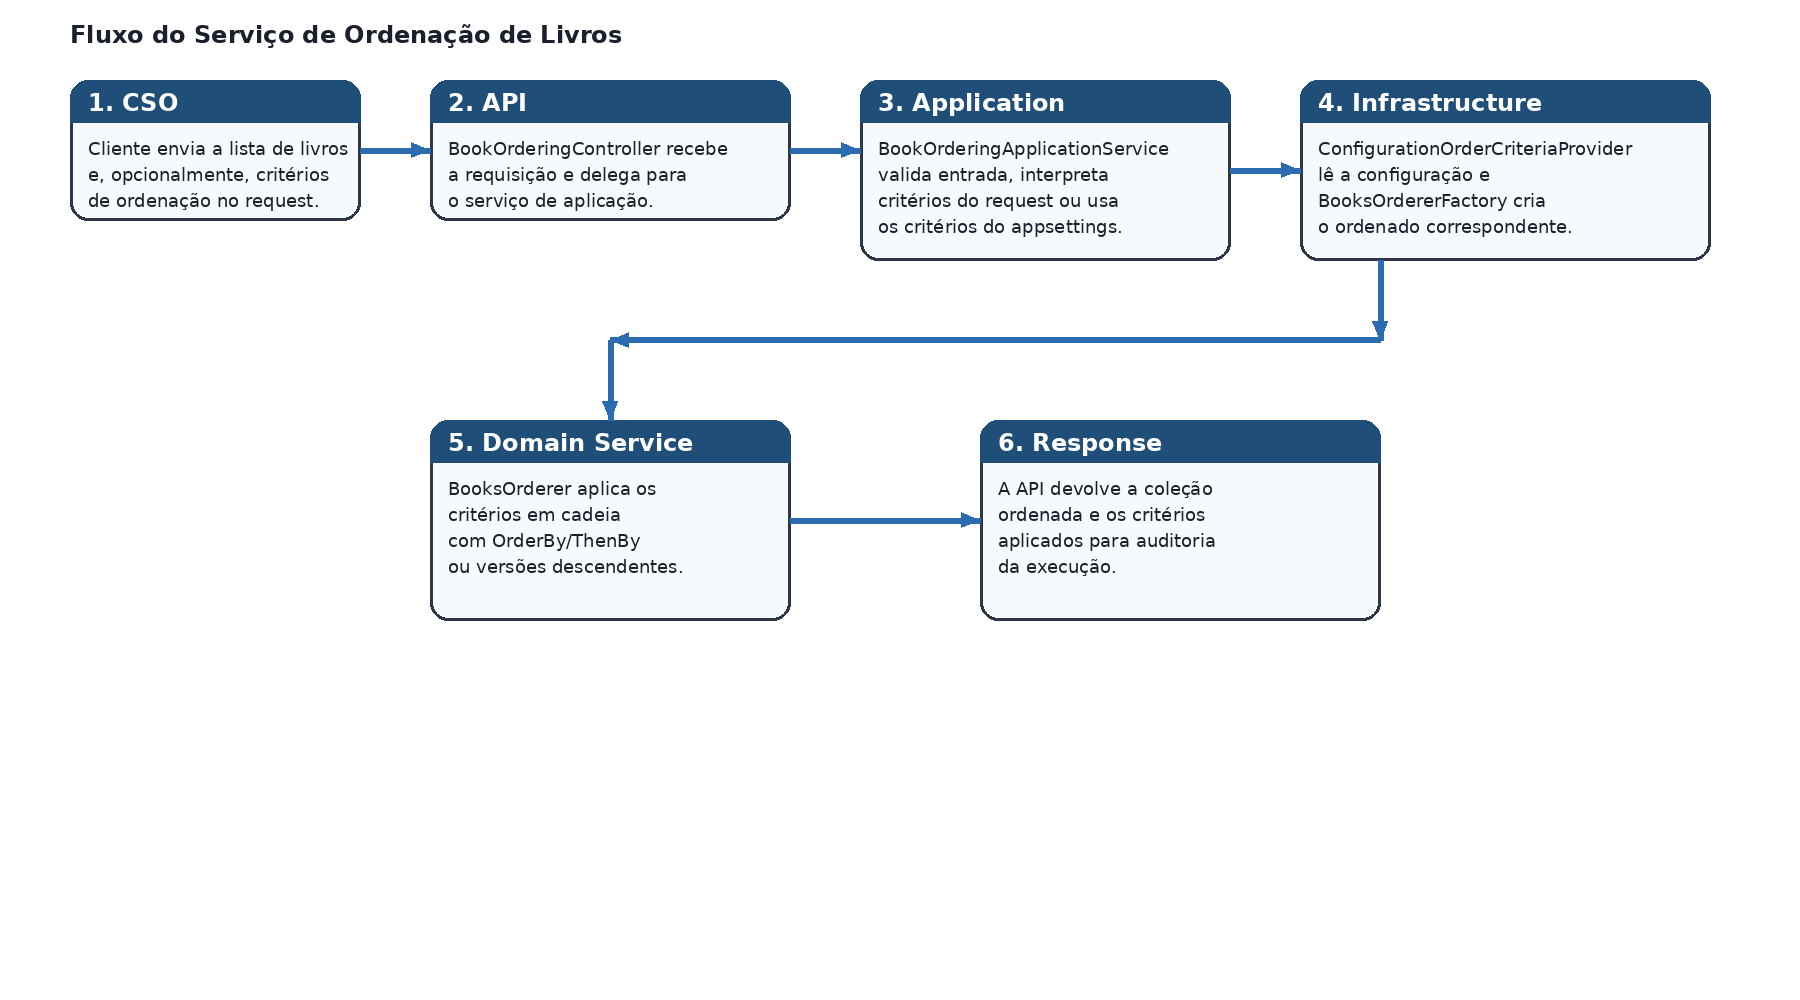 Fluxo do Serviço de Ordenação de Livros
1. CSO
Cliente envia a lista de livros
e, opcionalmente, critérios
de ordenação no request.
2. API
BookOrderingController recebe
a requisição e delega para
o serviço de aplicação.
3. Application
BookOrderingApplicationService
valida entrada, interpreta
critérios do request ou usa
os critérios do appsettings.
4. Infrastructure
ConfigurationOrderCriteriaProvider
lê a configuração e
BooksOrdererFactory cria
o ordenado correspondente.
5. Domain Service
BooksOrderer aplica os
critérios em cadeia
com OrderBy/ThenBy
ou versões descendentes.
6. Response
A API devolve a coleção
ordenada e os critérios
aplicados para auditoria
da execução.